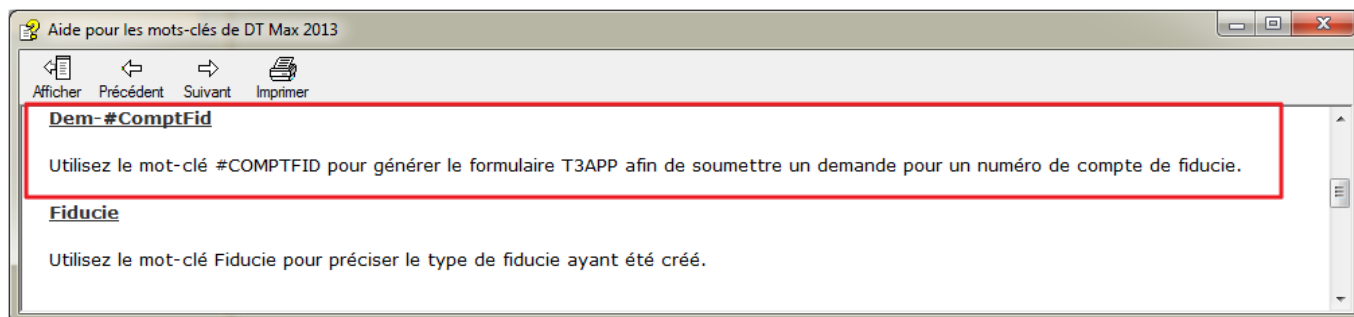 Aide pour les mots-clés de DT Max 2013
Afficher Précédent Suivant Imprimer
Dem-#ComptFid
Utilisez le mot-clé #COMPTFID pour générer le formulaire T3APP afin de soumettre un demande pour un numéro de compte de fiducie.
Fiducie
Utilisez le mot-clé Fiducie pour préciser le type de fiducie ayant été créé.